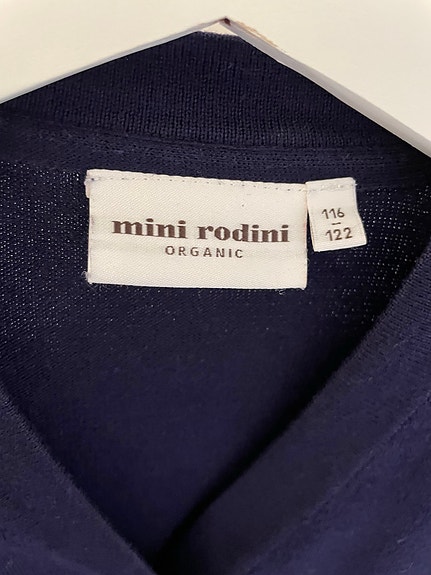 mini rodini
ORGANIC
116
122